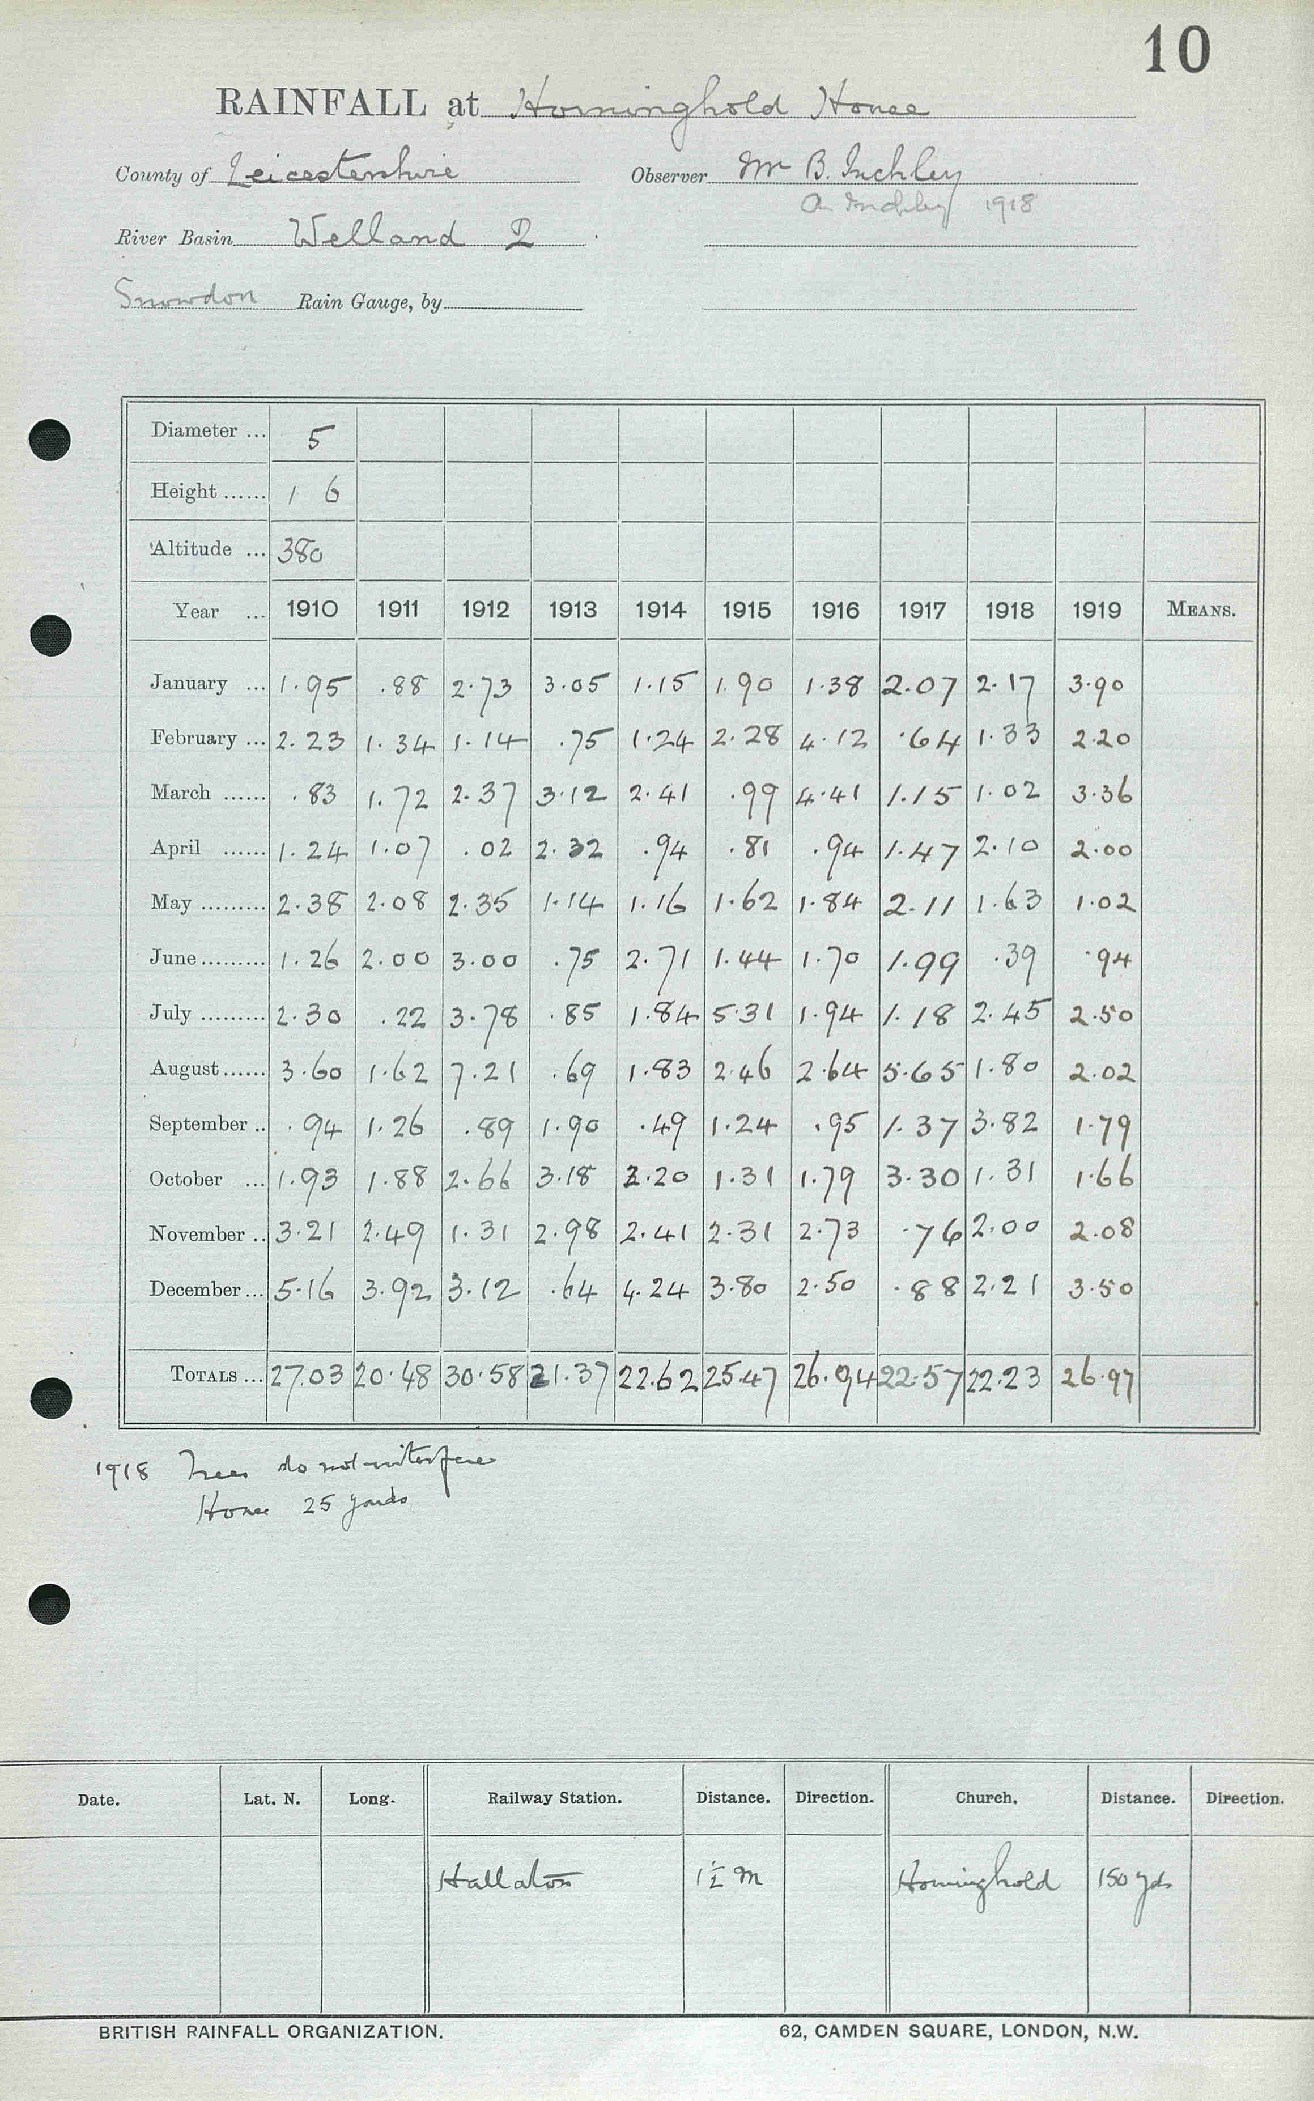 10
RAINFALL at Horninghold House
County of Leicestershire Observer Mr B. Inchley
A Inchley 1918
River Basin Welland 2
Snowdon Rain Gauge, by
Diameter ... 5
Height ...... 1 6
Altitude ... 380
Year ... 1910 1911 1912 1913 1914 1915 1916 1917 1918 1919 MEANS.
January ... 1.95 .88 2.73 3.05 1.15 1.90 1.38 2.07 2.17 3.90
February ... 2.23 1.34 1.14 .75 1.24 2.28 4.12 .64 1.33 2.20
March ...... .83 1.72 2.37 3.12 2.41 .99 4.41 1.15 1.02 3.36
April ...... 1.24 1.07 .02 2.32 .94 .81 .94 1.47 2.10 2.00
May ......... 2.38 2.08 2.35 1.14 1.16 1.62 1.84 2.11 1.63 1.02
June ......... 1.26 2.00 3.00 .75 2.71 1.44 1.70 1.99 .39 .94
July ......... 2.30 .22 3.78 .85 1.84 5.31 1.94 1.18 2.45 2.50
August ...... 3.60 1.62 7.21 .69 1.83 2.46 2.64 5.65 1.80 2.02
September .. .94 1.26 .89 1.90 .49 1.24 .95 1.37 3.82 1.79
October ... 1.93 1.88 2.66 3.18 2.20 1.31 1.79 3.30 1.31 1.66
November .. 3.21 2.49 1.31 2.98 2.41 2.31 2.73 .76 2.00 2.08
December ... 5.16 3.92 3.12 .64 4.24 3.80 2.50 .88 2.21 3.50
TOTALS ... 27.03 20.48 30.58 21.37 22.62 25.47 26.94 22.57 22.23 26.97
1918 Trees do not interfere
House 25 yards
Date. Lat. N. Long. Railway Station. Distance. Direction. Church. Distance. Direction.
Hallaton 1½ m Horninghold 150 yds
BRITISH RAINFALL ORGANIZATION. 62, CAMDEN SQUARE, LONDON, N.W.